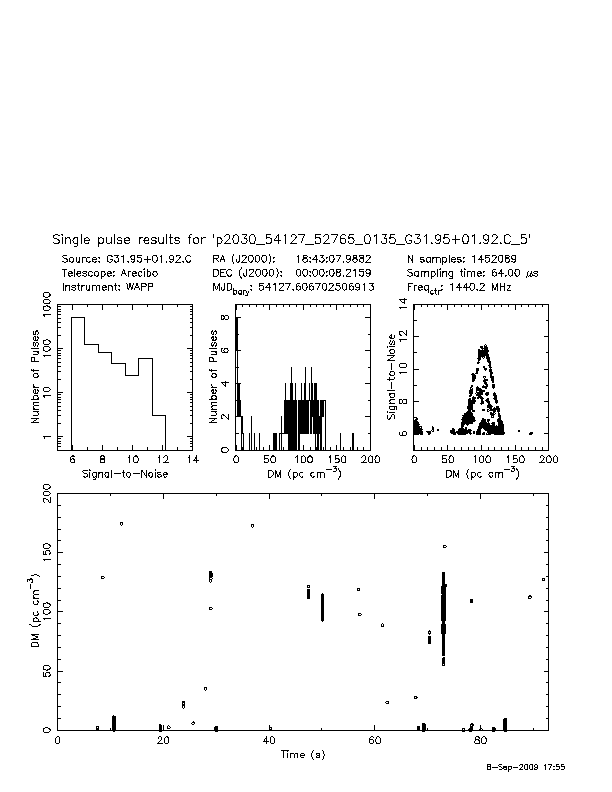 Single pulse results for 'p2030_54127_52765_0135_G31.95+01.92.C_5'
Source: G31.95+01.92.C RA (J2000): 18:43:07.9882 N samples: 1452089
Telescope: Arecibo DEC (J2000): 00:00:08.2159 Sampling time: 64.00 μs
Instrument: WAPP MJD_bary: 54127.606702506913 Freq_ctr: 1440.2 MHz
Number of Pulses
1 10 100 1000
6 8 10 12 14
Signal-to-Noise
Number of Pulses
0 2 4 6 8
0 50 100 150 200
DM (pc cm⁻³)
Signal-to-Noise
6 8 10 12 14
0 50 100 150 200
DM (pc cm⁻³)
DM (pc cm⁻³)
0 50 100 150 200
0 20 40 60 80
Time (s)
8-Sep-2009 17:55